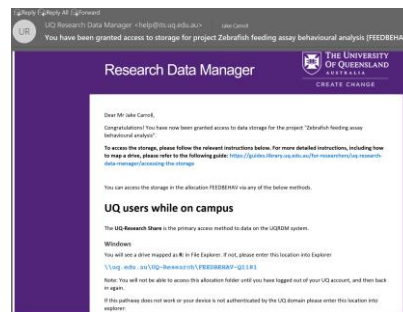 Reply Reply All Forward
UR
UQ Research Data Manager <help@its.uq.edu.au> Jake Carroll
You have been granted access to storage for project Zebrafish feeding assay behavioural analysis [FEEDBEHA
Research Data Manager
THE UNIVERSITY
OF QUEENSLAND
AUSTRALIA
CREATE CHANGE
Dear Mr Jake Carroll,
Congratulations! You have now been granted access to data storage for the project "Zebrafish feeding assay
behavioural analysis".
To access the storage, please follow the relevant instructions below. For more detailed instructions, including how
to map a drive, please refer to the following guide: https://guides.library.uq.edu.au/for-researchers/uq-research-
data-manager/accessing-the-storage
You can access the storage in the allocation FEEDBEHAV via any of the below methods.
UQ users while on campus
The UQ-Research Share is the primary access method to data on the UQRDM system.
Windows
You will see a drive mapped as R: in File Explorer. If not, please enter this location into Explorer
\\uq.edu.au\UQ-Research\FEEDBEHAV-Q1101
Note: You will not be able to access this allocation folder until you have logged out of your UQ account, and then back
in again.
If this pathway does not work or your device is not authenticated by the UQ domain please enter this location into
explorer: